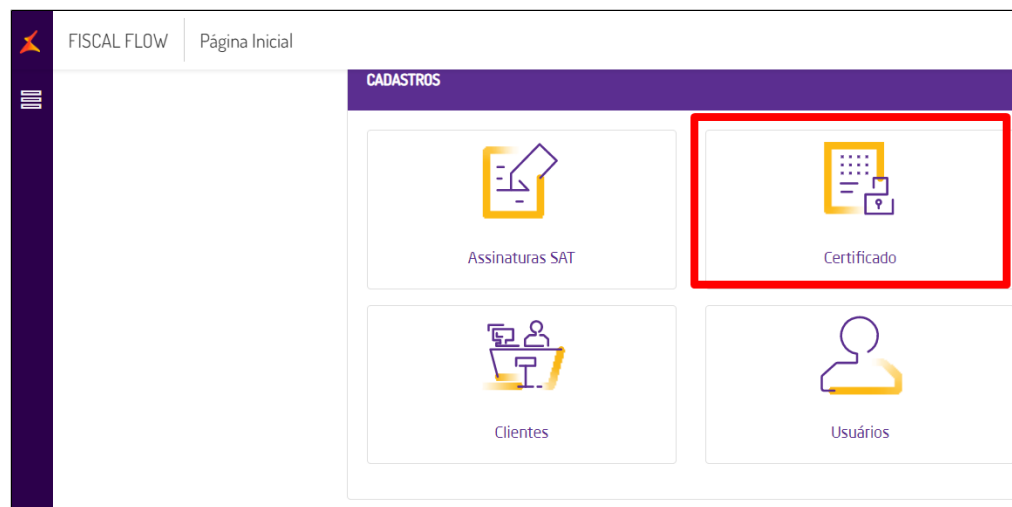 FISCAL FLOW Página Inicial
CADASTROS
Assinaturas SAT
Certificado
Clientes
Usuários